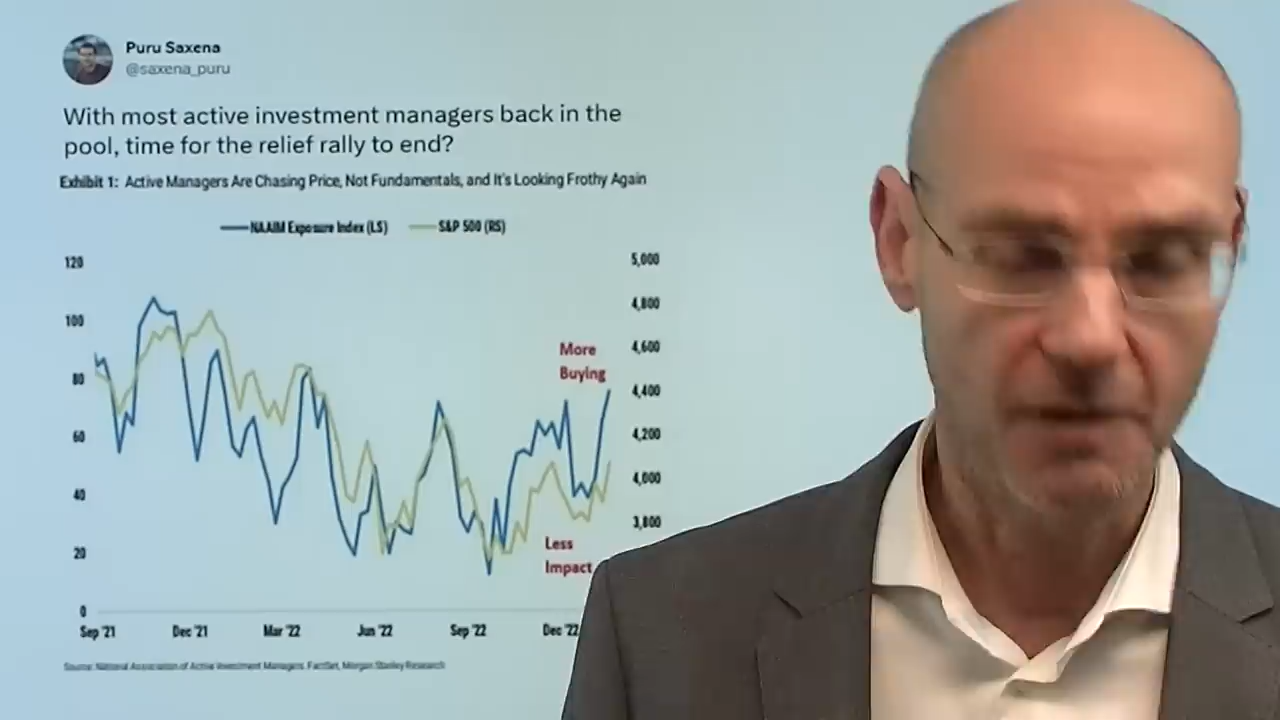 Puru Saxena
@saxena_puru
With most active investment managers back in the
pool, time for the relief rally to end?
Exhibit 1: Active Managers Are Chasing Price, Not Fundamentals, and It's Looking Frothy Again
NAAIM Exposure Index (LS) S&P 500 (RS)
120 5,000
4,800
100
More 4,600
Buying
80 4,400
60 4,200
40 4,000
3,800
Less
20 Impact
0
Sep '21 Dec '21 Mar '22 Jun '22 Sep '22 Dec '22
Source: National Association of Active Investment Managers, FactSet, Morgan Stanley Research